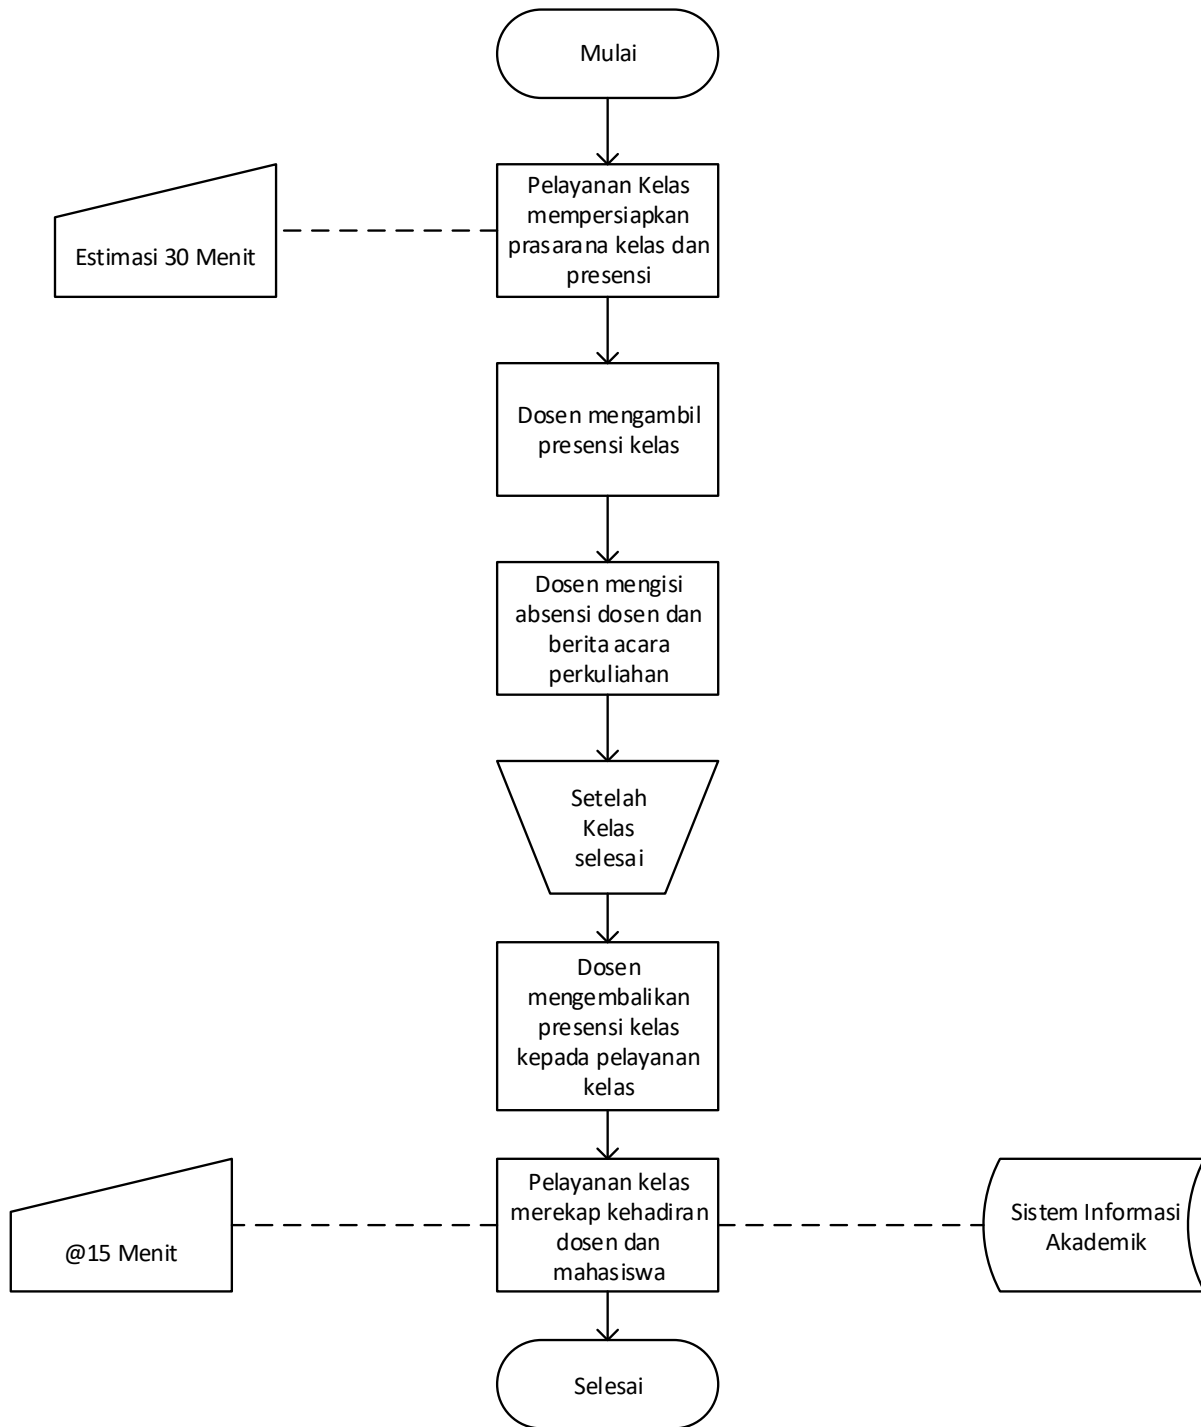 Mulai
Pelayanan Kelas
mempersiapkan
prasarana kelas dan
presensi
Estimasi 30 Menit
Dosen mengambil
presensi kelas
Dosen mengisi
absensi dosen dan
berita acara
perkuliahan
Setelah
Kelas
selesai
Dosen
mengembalikan
presensi kelas
kepada pelayanan
kelas
@15 Menit
Pelayanan kelas
merekap kehadiran
dosen dan
mahasiswa
Sistem Informasi
Akademik
Selesai